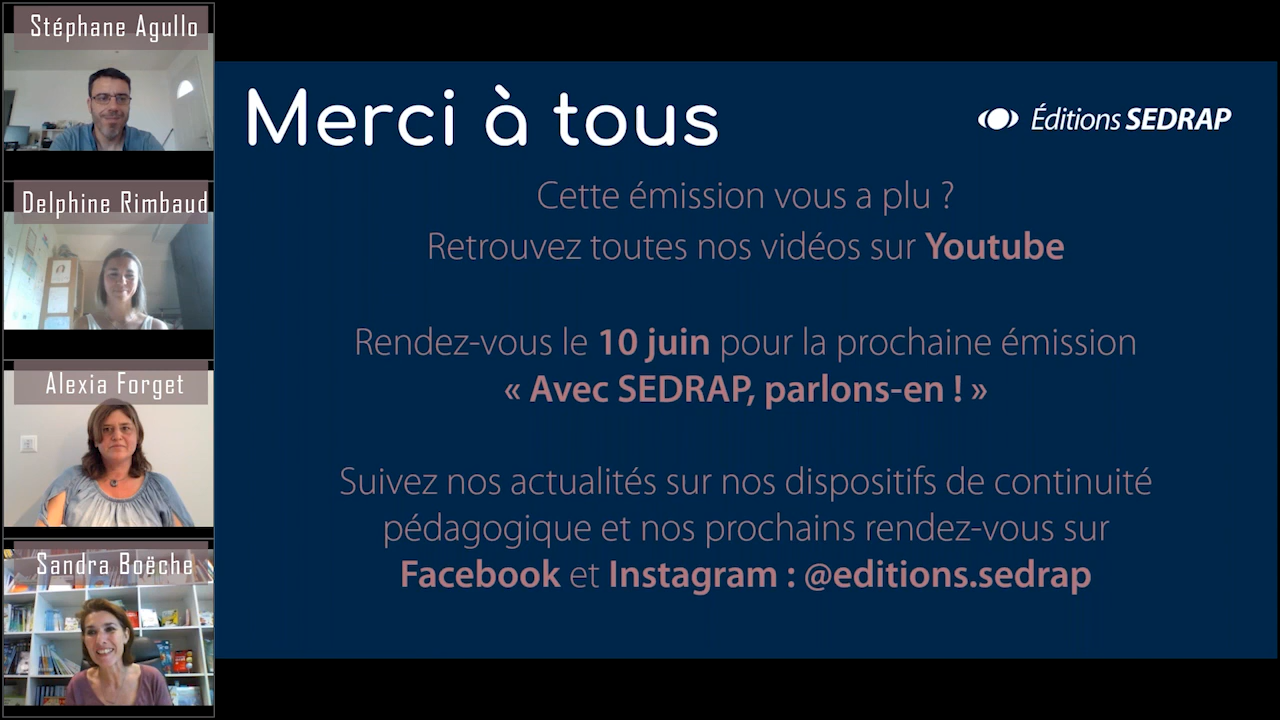 Stéphane Agullo
Delphine Rimbaud
Alexia Forget
Sandra Boëche
Merci à tous
Éditions SEDRAP
Cette émission vous a plu ?
Retrouvez toutes nos vidéos sur Youtube
Rendez-vous le 10 juin pour la prochaine émission
« Avec SEDRAP, parlons-en ! »
Suivez nos actualités sur nos dispositifs de continuité
pédagogique et nos prochains rendez-vous sur
Facebook et Instagram : @editions.sedrap